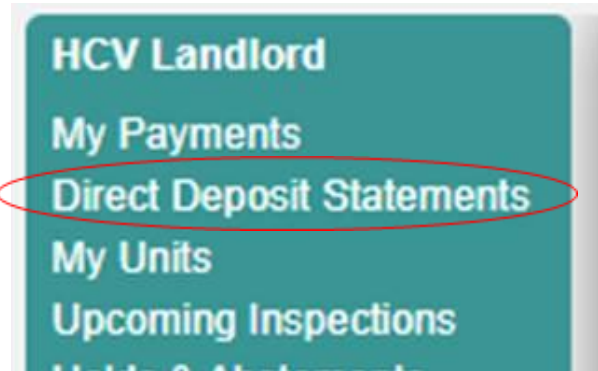 HCV Landlord
My Payments
Direct Deposit Statements
My Units
Upcoming Inspections